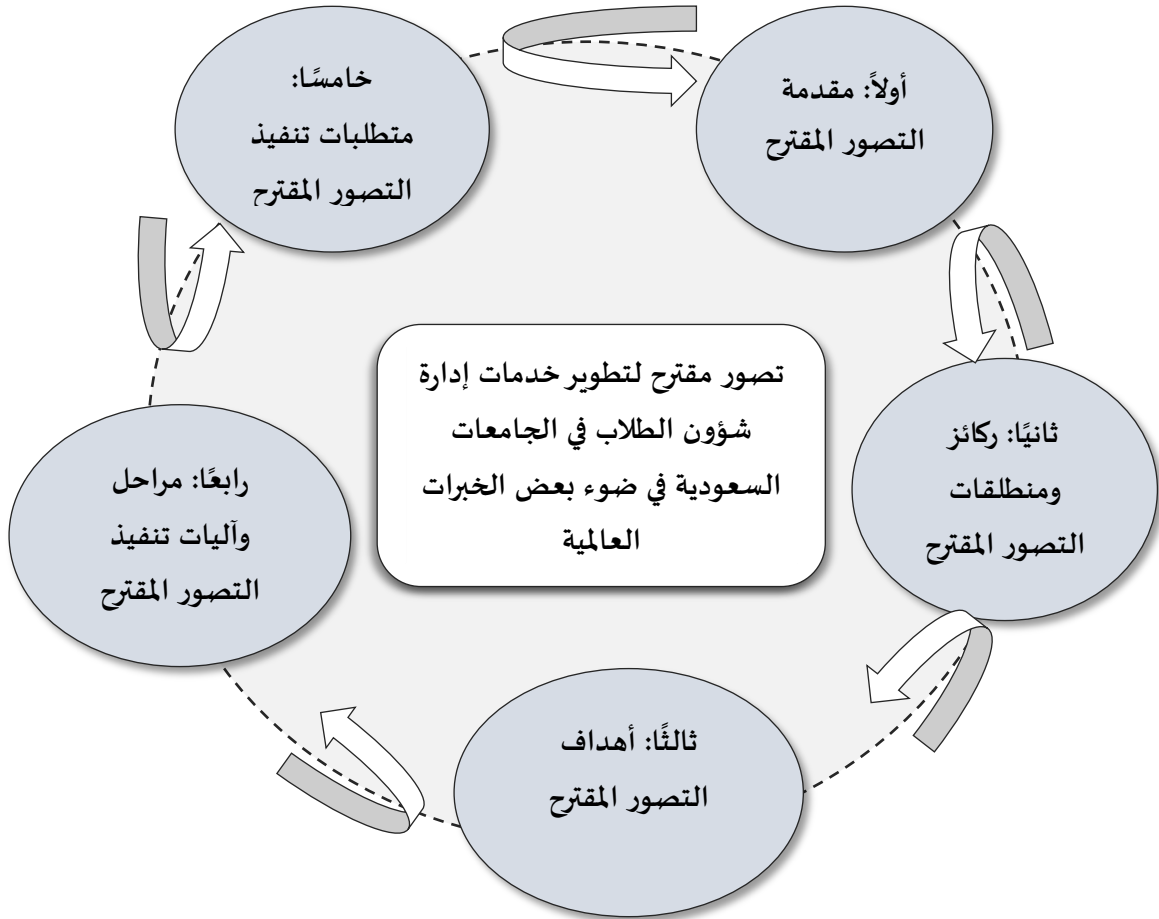 أولاً: مقدمة
التصور المقترح
ثانيًا: ركائز
ومنطلقات
التصور المقترح
ثالثًا: أهداف
التصور المقترح
رابعًا: مراحل
وآليات تنفيذ
التصور المقترح
خامسًا:
متطلبات تنفيذ
التصور المقترح
تصور مقترح لتطوير خدمات إدارة
شؤون الطلاب في الجامعات
السعودية في ضوء بعض الخبرات
العالمية